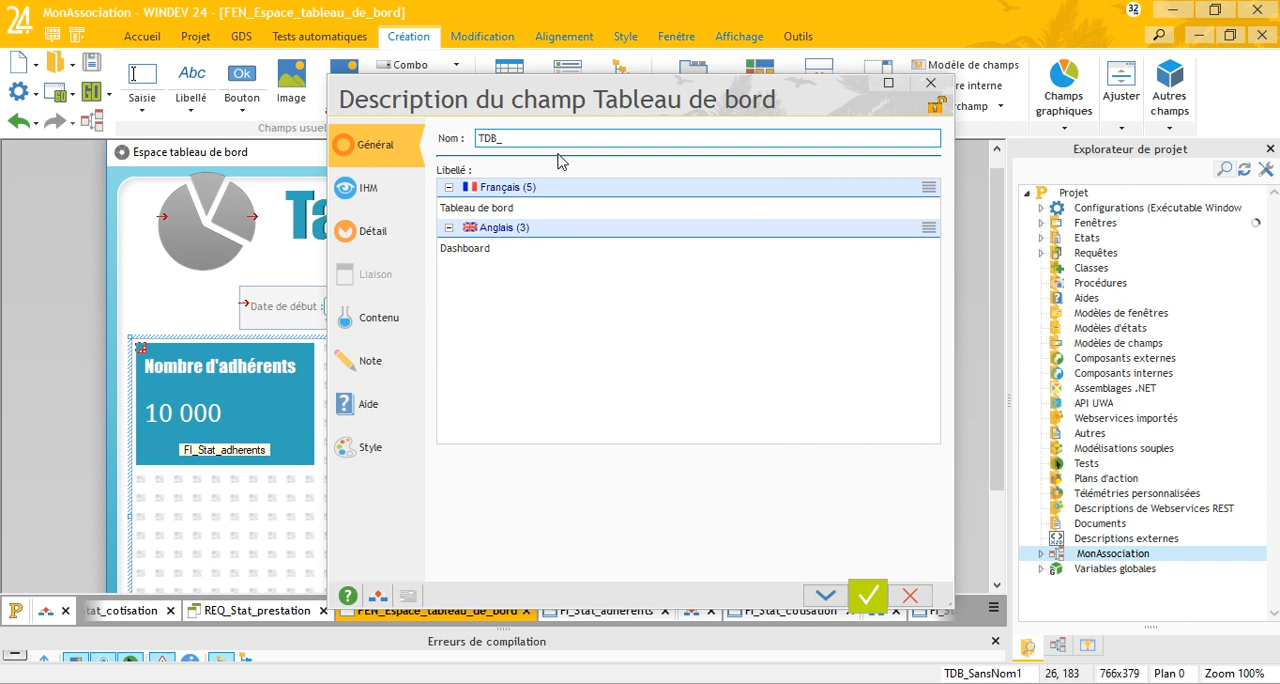 24 MonAssociation - WINDEV 24 - [FEN_Espace_tableau_de_bord] 32
Accueil Projet GDS Tests automatiques Création Modification Alignement Style Fenêtre Affichage Outils
Combo
Modèle de champs
Abc
Ok
GO
GO
Saisie Libellé Bouton Image
re interne
champ
Champs graphiques
Ajuster
Autres champs
Champs usuel
Description du champ Tableau de bord
Espace tableau de bord
Général
IHM
Détail
Liaison
Contenu
Note
Aide
Style
Nom : TDB_
Libellé :
Français (5)
Tableau de bord
Anglais (3)
Dashboard
Ta
Date de début :
Nombre d'adhérents
10 000
FI_Stat_adherents
Explorateur de projet
Projet
Configurations (Exécutable Window
Fenêtres
Etats
Requêtes
Classes
Procédures
Aides
Modèles de fenêtres
Modèles d'états
Modèles de champs
Composants externes
Composants internes
Assemblages .NET
API UWA
Webservices importés
Autres
Modélisations souples
Tests
Plans d'action
Télémétries personnalisées
Descriptions de Webservices REST
Documents
Descriptions externes
MonAssociation
Variables globales
tat_cotisation REQ_Stat_prestation FEN_Espace_tableau_de_bord FI_Stat_adherents FI_Stat_cotisation FI_S
Erreurs de compilation
TDB_SansNom1 26, 183 766x379 Plan 0 Zoom 100%